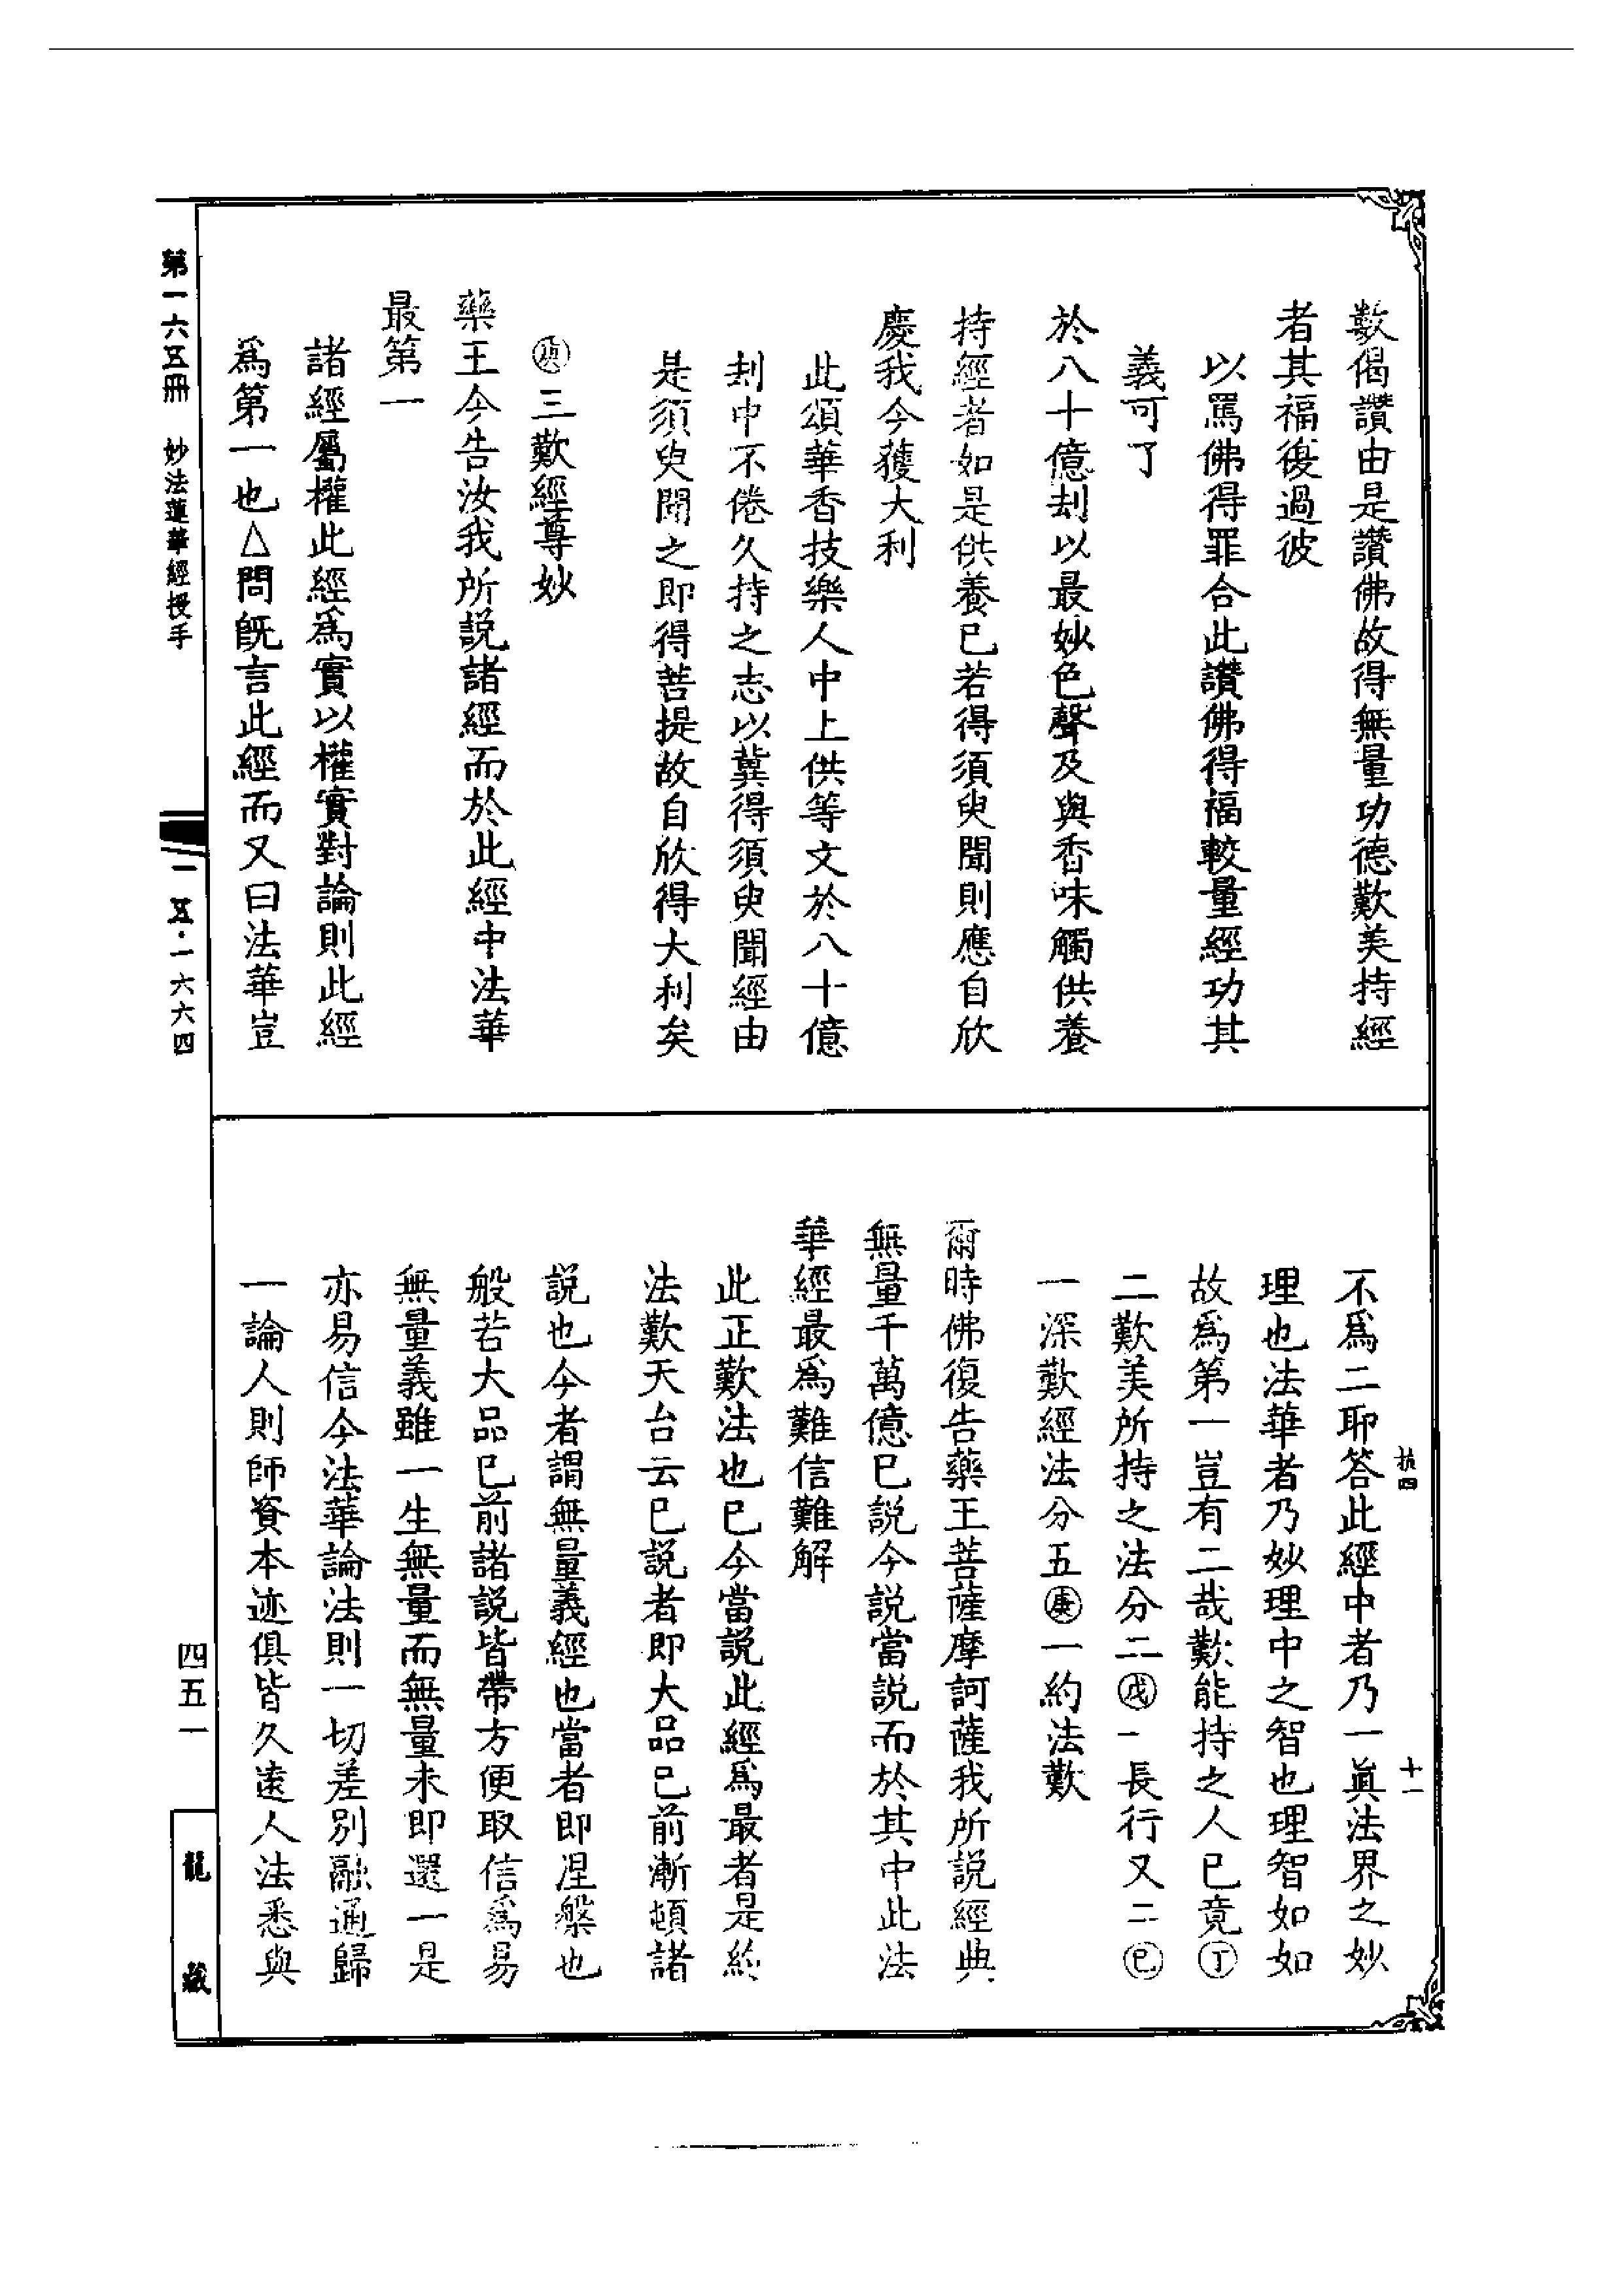 數偈讚由是讚佛故得無量功德歎美持經
者其福復過彼
以罵佛得罪合此讚佛得福較量經功其
義可了
於八十億刦以最妙色聲及與香味觸供養
持經者如是供養已若得須臾聞則應自欣
慶我今獲大利
此頌華香技樂人中上供等文於八十億
刦中不倦久持之志以冀得須臾聞經由
是須臾聞之即得菩提故自欣得大利矣
三歎經尊妙
藥王今告汝我所説諸經而於此經中法華
最第一
諸經屬權此經爲實以權實對論則此經
爲第一也△問旣言此經而又曰法華豈
不爲二耶答此經中者乃一眞法界之妙
理也法華者乃妙理中之智也理智如如
故爲第一豈有二哉歎能持之人已竟㊀丁
二歎美所持之法分二戊一長行又二已
一深歎經法分五庚一約法歎
爾時佛復告藥王菩薩摩訶薩我所説經典
無量千萬億已説今説當説而於其中此法
華經最爲難信難解
此正歎法也已今當説此經爲最者是約
法歎天台云已説者即大品已前漸頓諸
説也今者謂無量義經也當者即涅槃也
般若大品已前諸説皆帶方便取信爲易
無量義雖一生無量而無量未即還一是
亦易信今法華論法則一切差別融通歸
一論人則師資本迹俱皆久遠人法悉與
十一
第一六五冊　妙法蓮華經授手
一五·一六六四
四五一
龍藏